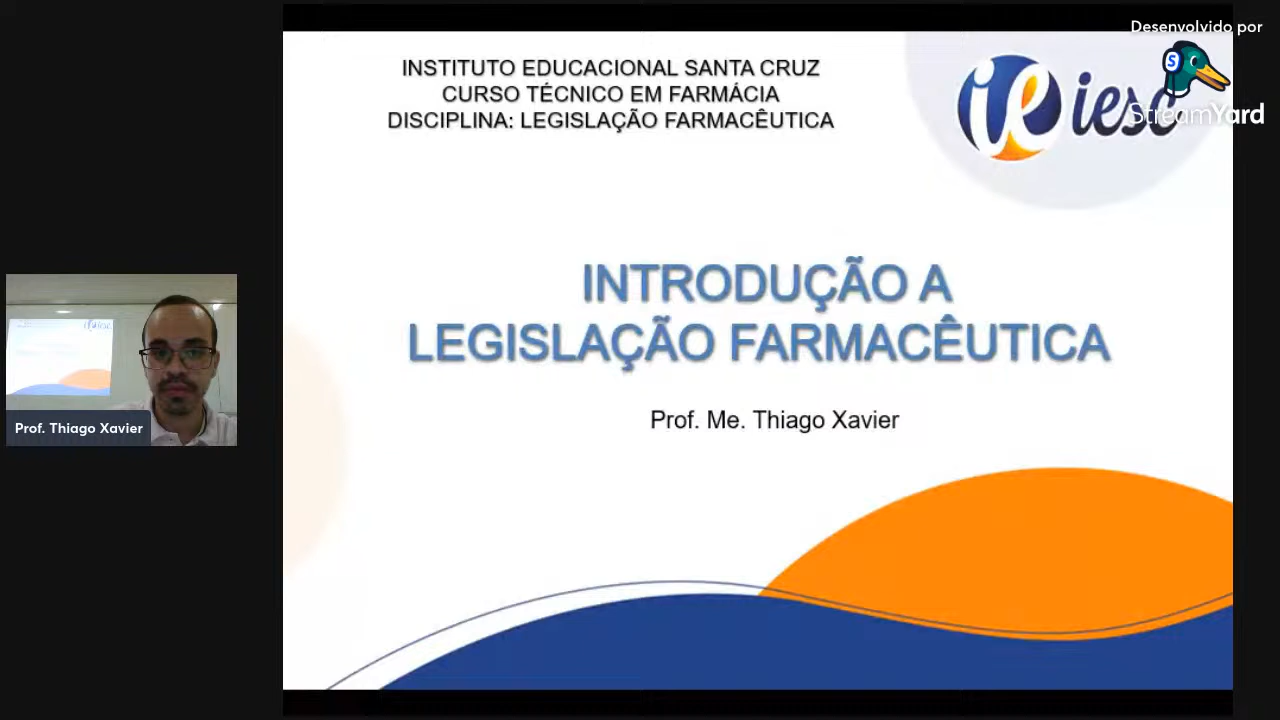 Desenvolvido por
StreamYard
INSTITUTO EDUCACIONAL SANTA CRUZ
CURSO TÉCNICO EM FARMÁCIA
DISCIPLINA: LEGISLAÇÃO FARMACÊUTICA
iesc
INTRODUÇÃO A
LEGISLAÇÃO FARMACÊUTICA
Prof. Me. Thiago Xavier
Prof. Thiago Xavier